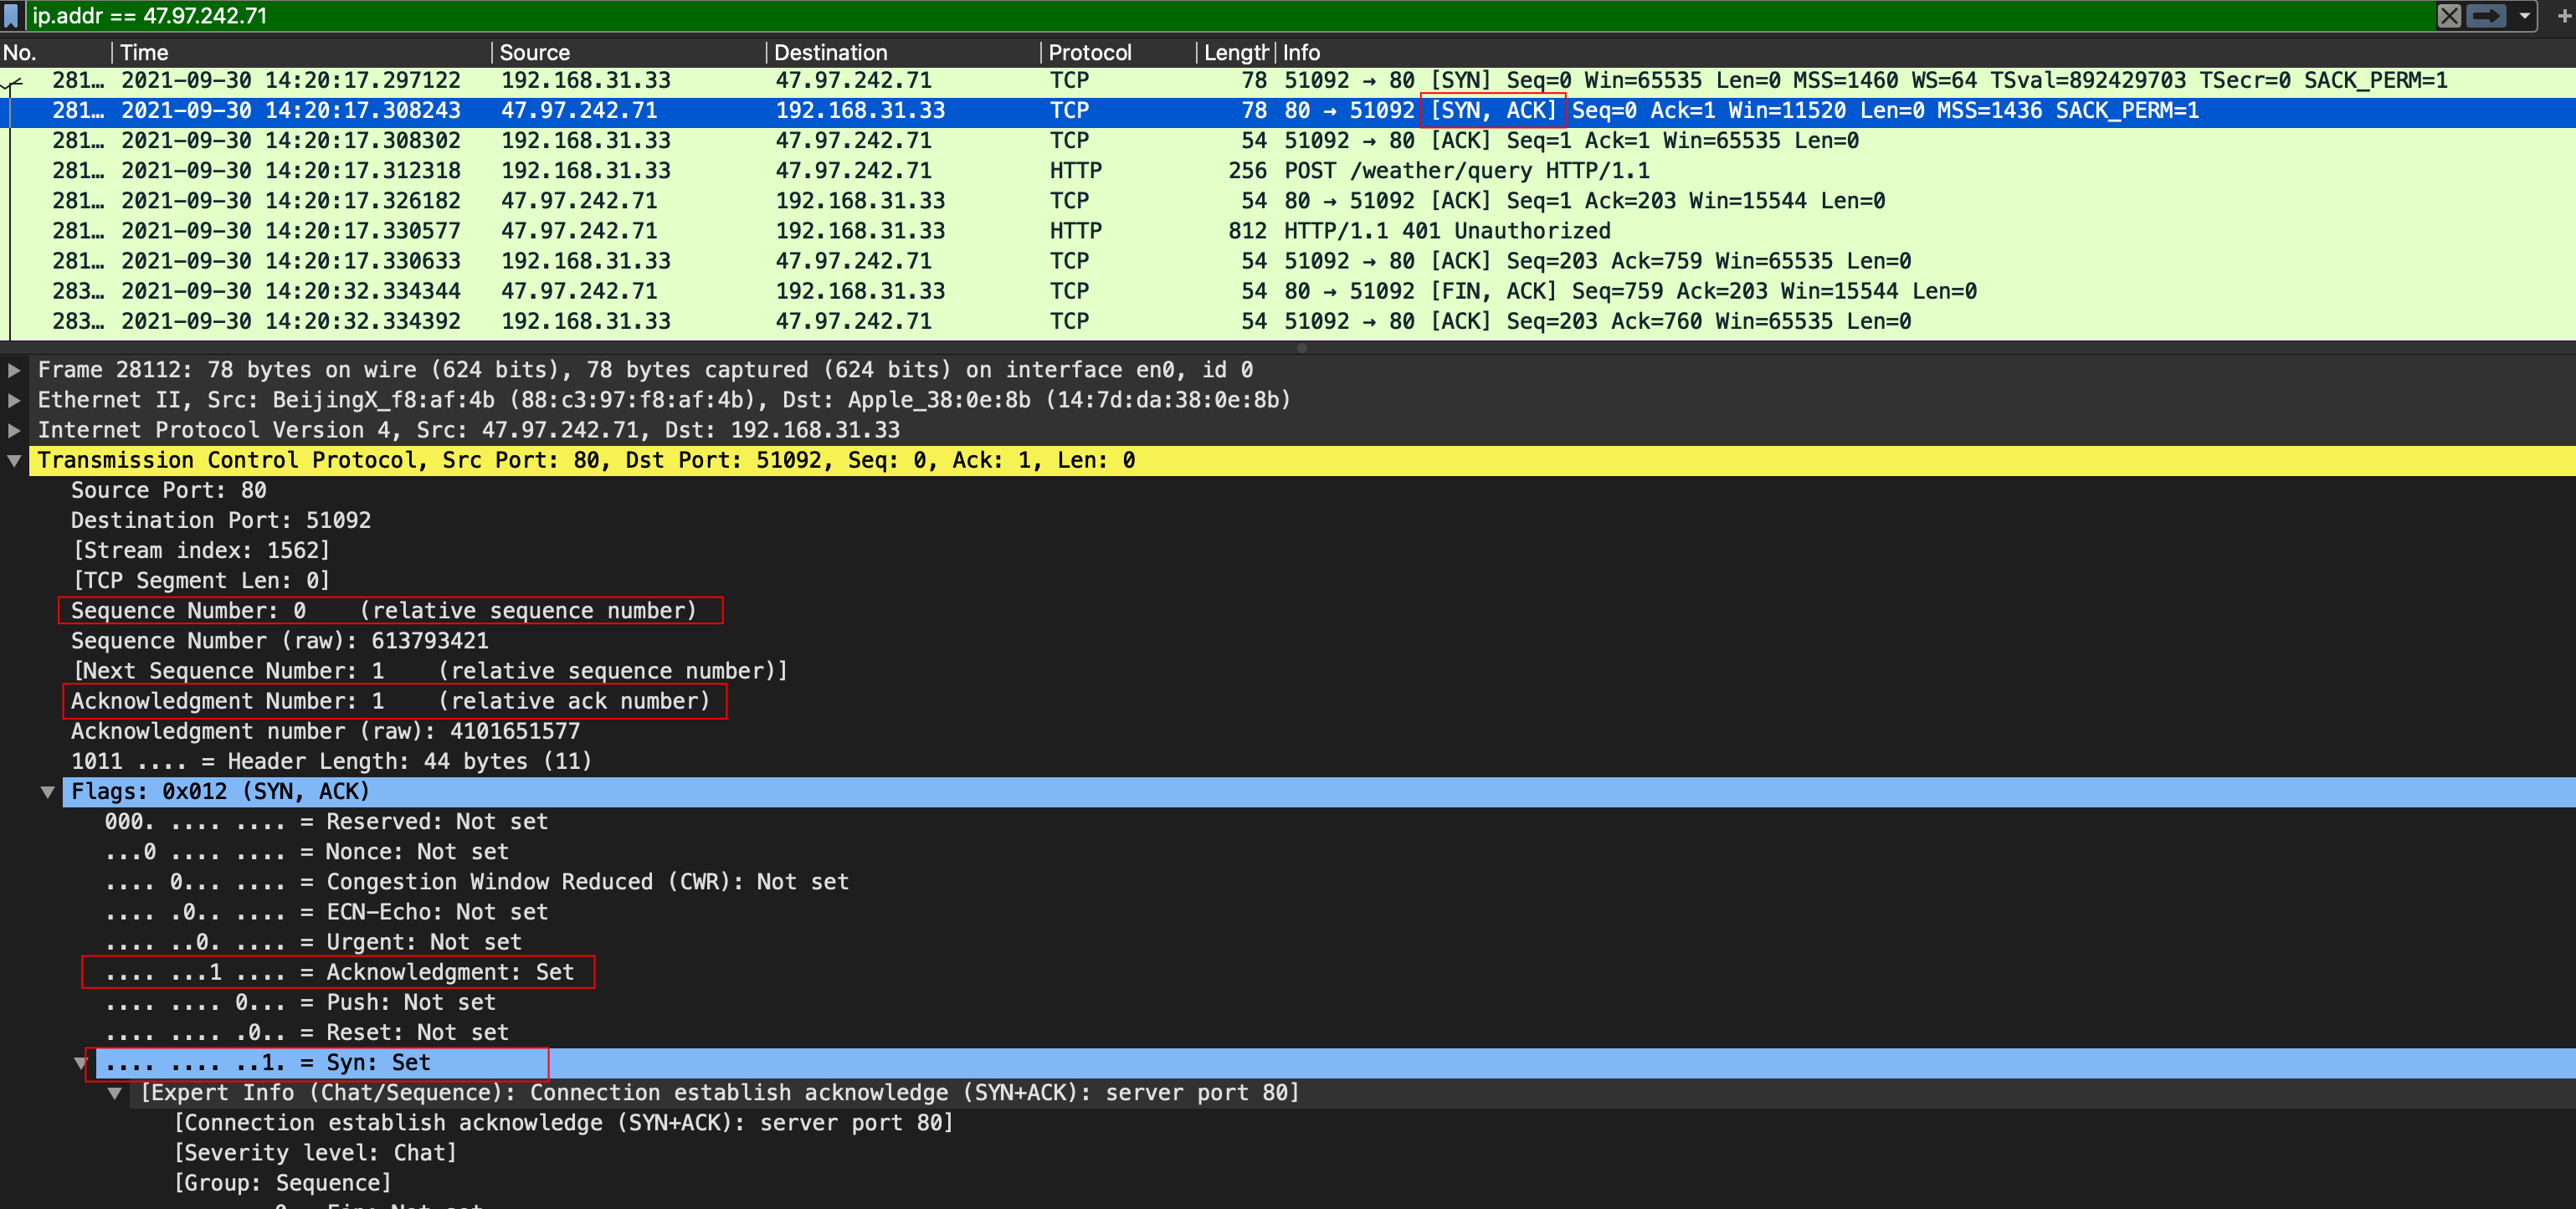 ip.addr == 47.97.242.71
No. Time Source Destination Protocol Length Info
281… 2021-09-30 14:20:17.297122 192.168.31.33 47.97.242.71 TCP 78 51092 → 80 [SYN] Seq=0 Win=65535 Len=0 MSS=1460 WS=64 TSval=892429703 TSecr=0 SACK_PERM=1
281… 2021-09-30 14:20:17.308243 47.97.242.71 192.168.31.33 TCP 78 80 → 51092 [SYN, ACK] Seq=0 Ack=1 Win=11520 Len=0 MSS=1436 SACK_PERM=1
281… 2021-09-30 14:20:17.308302 192.168.31.33 47.97.242.71 TCP 54 51092 → 80 [ACK] Seq=1 Ack=1 Win=65535 Len=0
281… 2021-09-30 14:20:17.312318 192.168.31.33 47.97.242.71 HTTP 256 POST /weather/query HTTP/1.1
281… 2021-09-30 14:20:17.326182 47.97.242.71 192.168.31.33 TCP 54 80 → 51092 [ACK] Seq=1 Ack=203 Win=15544 Len=0
281… 2021-09-30 14:20:17.330577 47.97.242.71 192.168.31.33 HTTP 812 HTTP/1.1 401 Unauthorized
281… 2021-09-30 14:20:17.330633 192.168.31.33 47.97.242.71 TCP 54 51092 → 80 [ACK] Seq=203 Ack=759 Win=65535 Len=0
283… 2021-09-30 14:20:32.334344 47.97.242.71 192.168.31.33 TCP 54 80 → 51092 [FIN, ACK] Seq=759 Ack=203 Win=15544 Len=0
283… 2021-09-30 14:20:32.334392 192.168.31.33 47.97.242.71 TCP 54 51092 → 80 [ACK] Seq=203 Ack=760 Win=65535 Len=0
Frame 28112: 78 bytes on wire (624 bits), 78 bytes captured (624 bits) on interface en0, id 0
Ethernet II, Src: BeijingX_f8:af:4b (88:c3:97:f8:af:4b), Dst: Apple_38:0e:8b (14:7d:da:38:0e:8b)
Internet Protocol Version 4, Src: 47.97.242.71, Dst: 192.168.31.33
Transmission Control Protocol, Src Port: 80, Dst Port: 51092, Seq: 0, Ack: 1, Len: 0
Source Port: 80
Destination Port: 51092
[Stream index: 1562]
[TCP Segment Len: 0]
Sequence Number: 0    (relative sequence number)
Sequence Number (raw): 613793421
[Next Sequence Number: 1    (relative sequence number)]
Acknowledgment Number: 1    (relative ack number)
Acknowledgment number (raw): 4101651577
1011 .... = Header Length: 44 bytes (11)
Flags: 0x012 (SYN, ACK)
000. .... .... = Reserved: Not set
...0 .... .... = Nonce: Not set
.... 0... .... = Congestion Window Reduced (CWR): Not set
.... .0.. .... = ECN-Echo: Not set
.... ..0. .... = Urgent: Not set
.... ...1 .... = Acknowledgment: Set
.... .... 0... = Push: Not set
.... .... .0.. = Reset: Not set
.... .... ..1. = Syn: Set
[Expert Info (Chat/Sequence): Connection establish acknowledge (SYN+ACK): server port 80]
[Connection establish acknowledge (SYN+ACK): server port 80]
[Severity level: Chat]
[Group: Sequence]